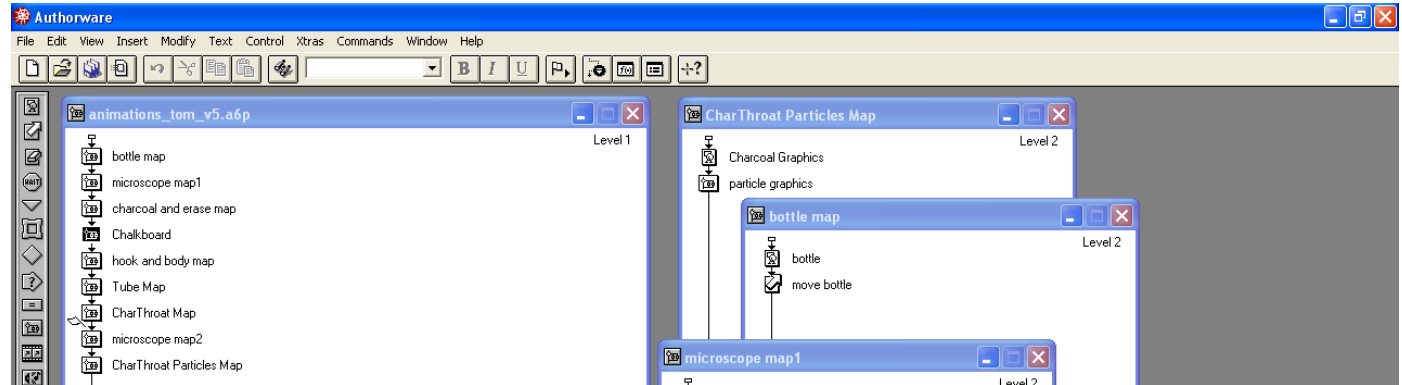 Authorware
File Edit View Insert Modify Text Control Xtras Commands Window Help
B I U
WAIT
animations_tom_v5.a6p
Level 1
bottle map
microscope map1
charcoal and erase map
Chalkboard
hook and body map
Tube Map
CharThroat Map
microscope map2
CharThroat Particles Map
CharThroat Particles Map
Level 2
Charcoal Graphics
particle graphics
bottle map
Level 2
bottle
move bottle
microscope map1
Level 2